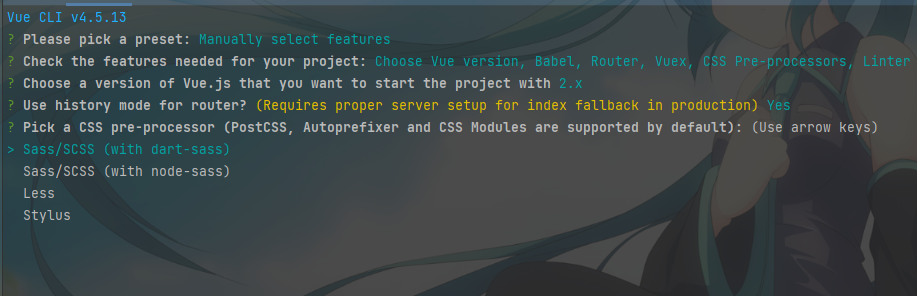 Vue CLI v4.5.13
? Please pick a preset: Manually select features
? Check the features needed for your project: Choose Vue version, Babel, Router, Vuex, CSS Pre-processors, Linter
? Choose a version of Vue.js that you want to start the project with 2.x
? Use history mode for router? (Requires proper server setup for index fallback in production) Yes
? Pick a CSS pre-processor (PostCSS, Autoprefixer and CSS Modules are supported by default): (Use arrow keys)
> Sass/SCSS (with dart-sass)
Sass/SCSS (with node-sass)
Less
Stylus